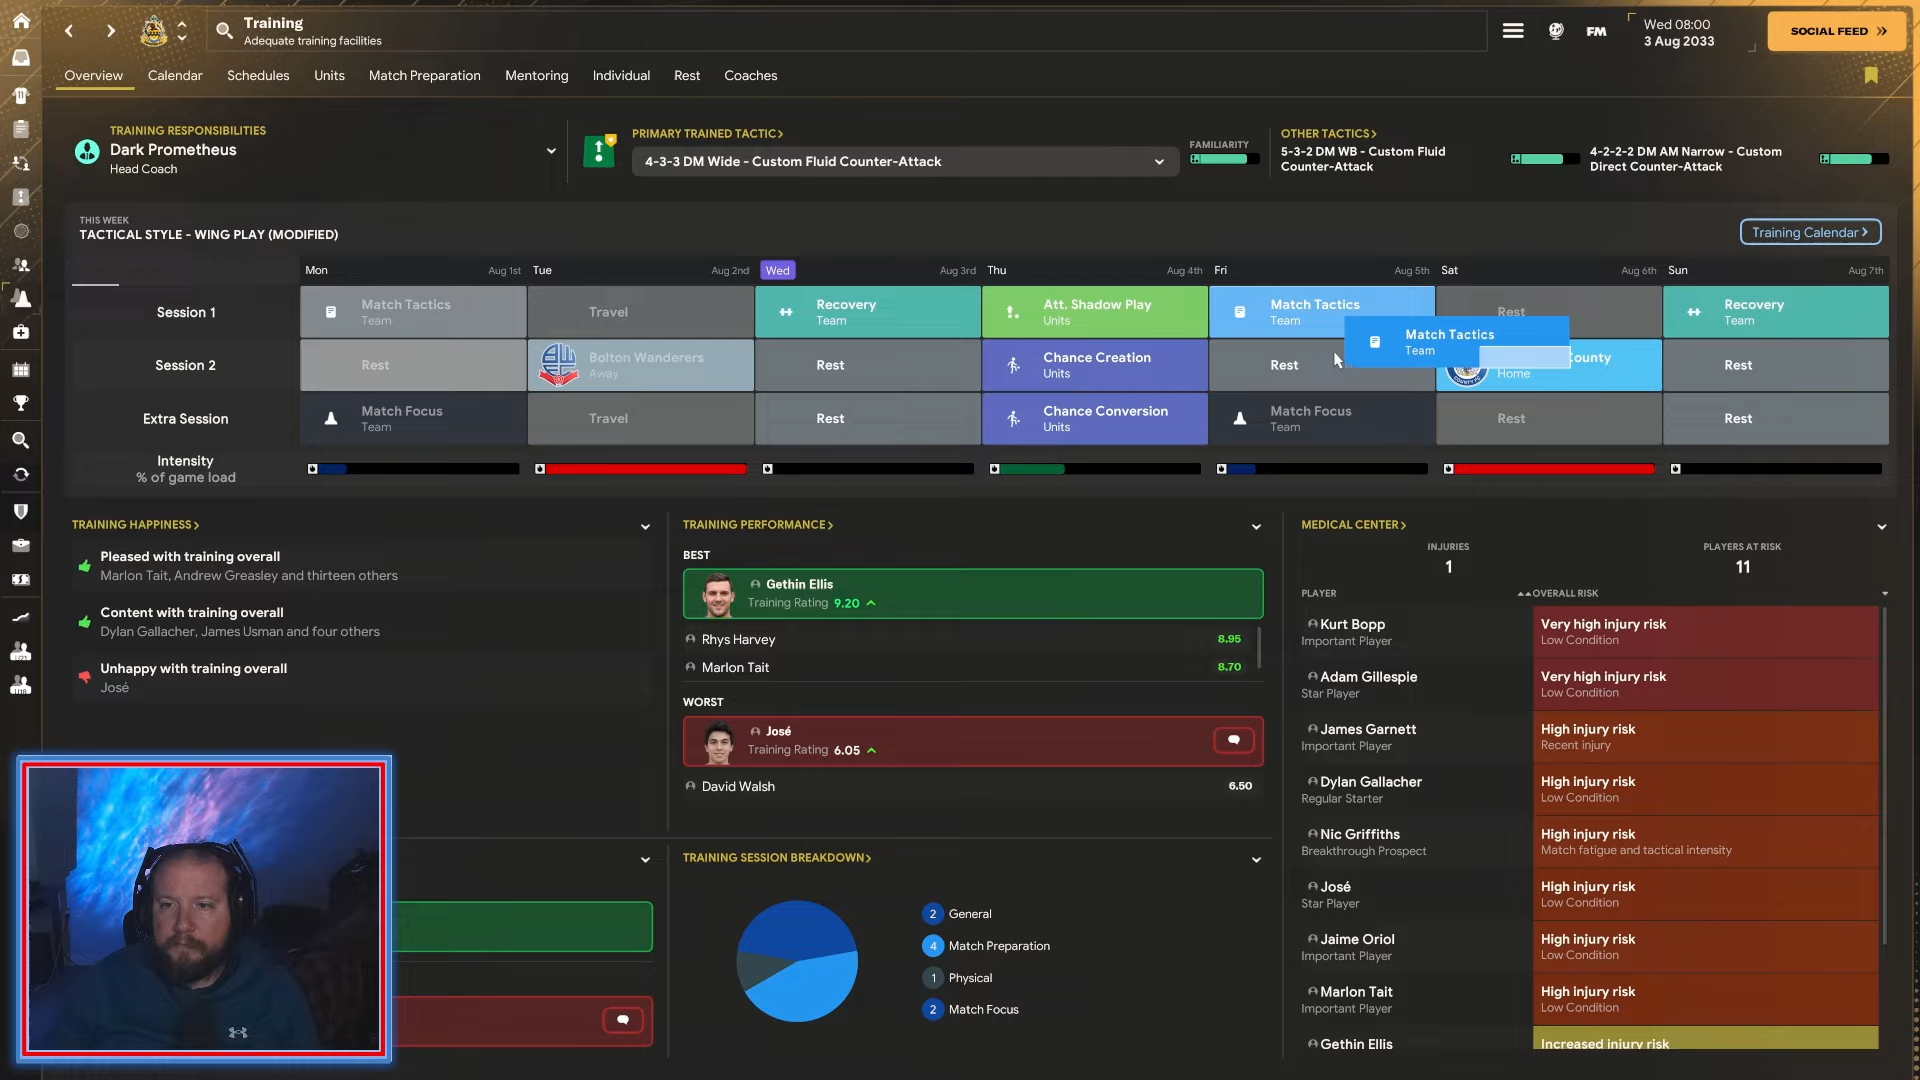 Training
Adequate training facilities
FM
Wed 08:00
3 Aug 2033
SOCIAL FEED
Overview
Calendar
Schedules
Units
Match Preparation
Mentoring
Individual
Rest
Coaches
TRAINING RESPONSIBILITIES
Dark Prometheus
Head Coach
PRIMARY TRAINED TACTIC
4-3-3 DM Wide - Custom Fluid Counter-Attack
FAMILIARITY
OTHER TACTICS
5-3-2 DM WB - Custom Fluid
Counter-Attack
4-2-2-2 DM AM Narrow - Custom
Direct Counter-Attack
THIS WEEK
TACTICAL STYLE - WING PLAY (MODIFIED)
Training Calendar
Mon Aug 1st Tue Aug 2nd Wed Aug 3rd Thu Aug 4th Fri Aug 5th Sat Aug 6th Sun Aug 7th
Session 1
Match Tactics
Team
Travel
Recovery
Team
Att. Shadow Play
Units
Match Tactics
Team
Rest
Recovery
Team
Match Tactics
Team
Session 2
Rest
Bolton Wanderers
Away
Rest
Chance Creation
Units
Rest
ounty
Home
Rest
Extra Session
Match Focus
Team
Travel
Rest
Chance Conversion
Units
Match Focus
Team
Rest
Rest
Intensity
% of game load
TRAINING HAPPINESS
Pleased with training overall
Marlon Tait, Andrew Greasley and thirteen others
Content with training overall
Dylan Gallacher, James Usman and four others
Unhappy with training overall
José
TRAINING PERFORMANCE
BEST
Gethin Ellis
Training Rating 9.20
Rhys Harvey 8.95
Marlon Tait 8.70
WORST
José
Training Rating 6.05
David Walsh 6.50
TRAINING SESSION BREAKDOWN
2 General
4 Match Preparation
1 Physical
2 Match Focus
MEDICAL CENTER
INJURIES
1
PLAYERS AT RISK
11
PLAYER OVERALL RISK
Kurt Bopp
Important Player
Very high injury risk
Low Condition
Adam Gillespie
Star Player
Very high injury risk
Low Condition
James Garnett
Important Player
High injury risk
Recent injury
Dylan Gallacher
Regular Starter
High injury risk
Low Condition
Nic Griffiths
Breakthrough Prospect
High injury risk
Match fatigue and tactical intensity
José
Star Player
High injury risk
Low Condition
Jaime Oriol
Important Player
High injury risk
Low Condition
Marlon Tait
Important Player
High injury risk
Low Condition
Gethin Ellis
Increased injury risk